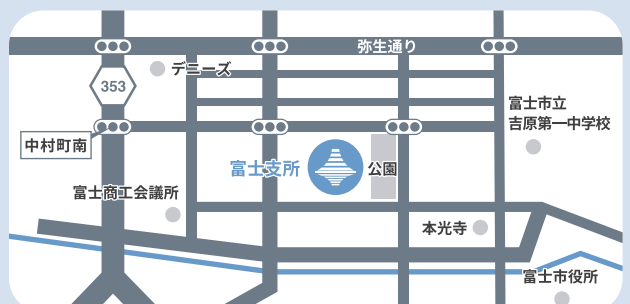 弥生通り
デニーズ
353
富士市立
吉原第一中学校
中村町南
富士支所
公園
富士商工会議所
本光寺
富士市役所